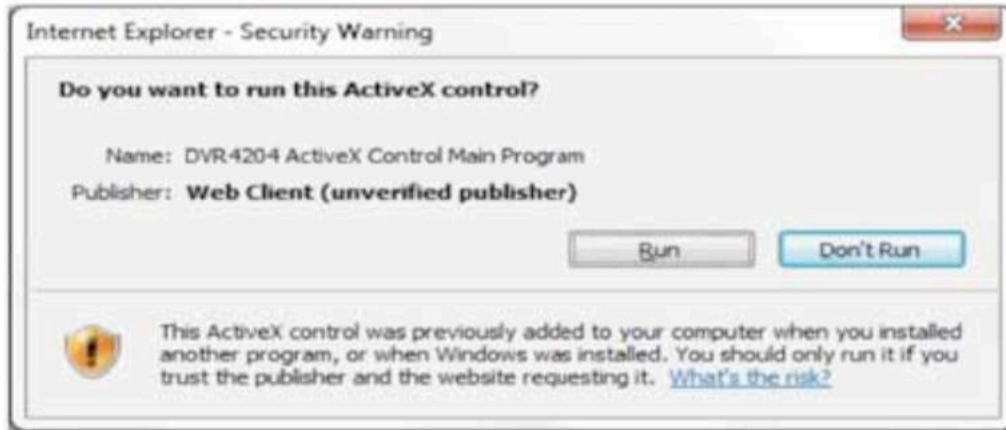 Internet Explorer - Security Warning
Do you want to run this ActiveX control?
Name: DVR4204 ActiveX Control Main Program
Publisher: Web Client (unverified publisher)
Run Don't Run
This ActiveX control was previously added to your computer when you installed
another program, or when Windows was installed. You should only run it if you
trust the publisher and the website requesting it. What's the risk?